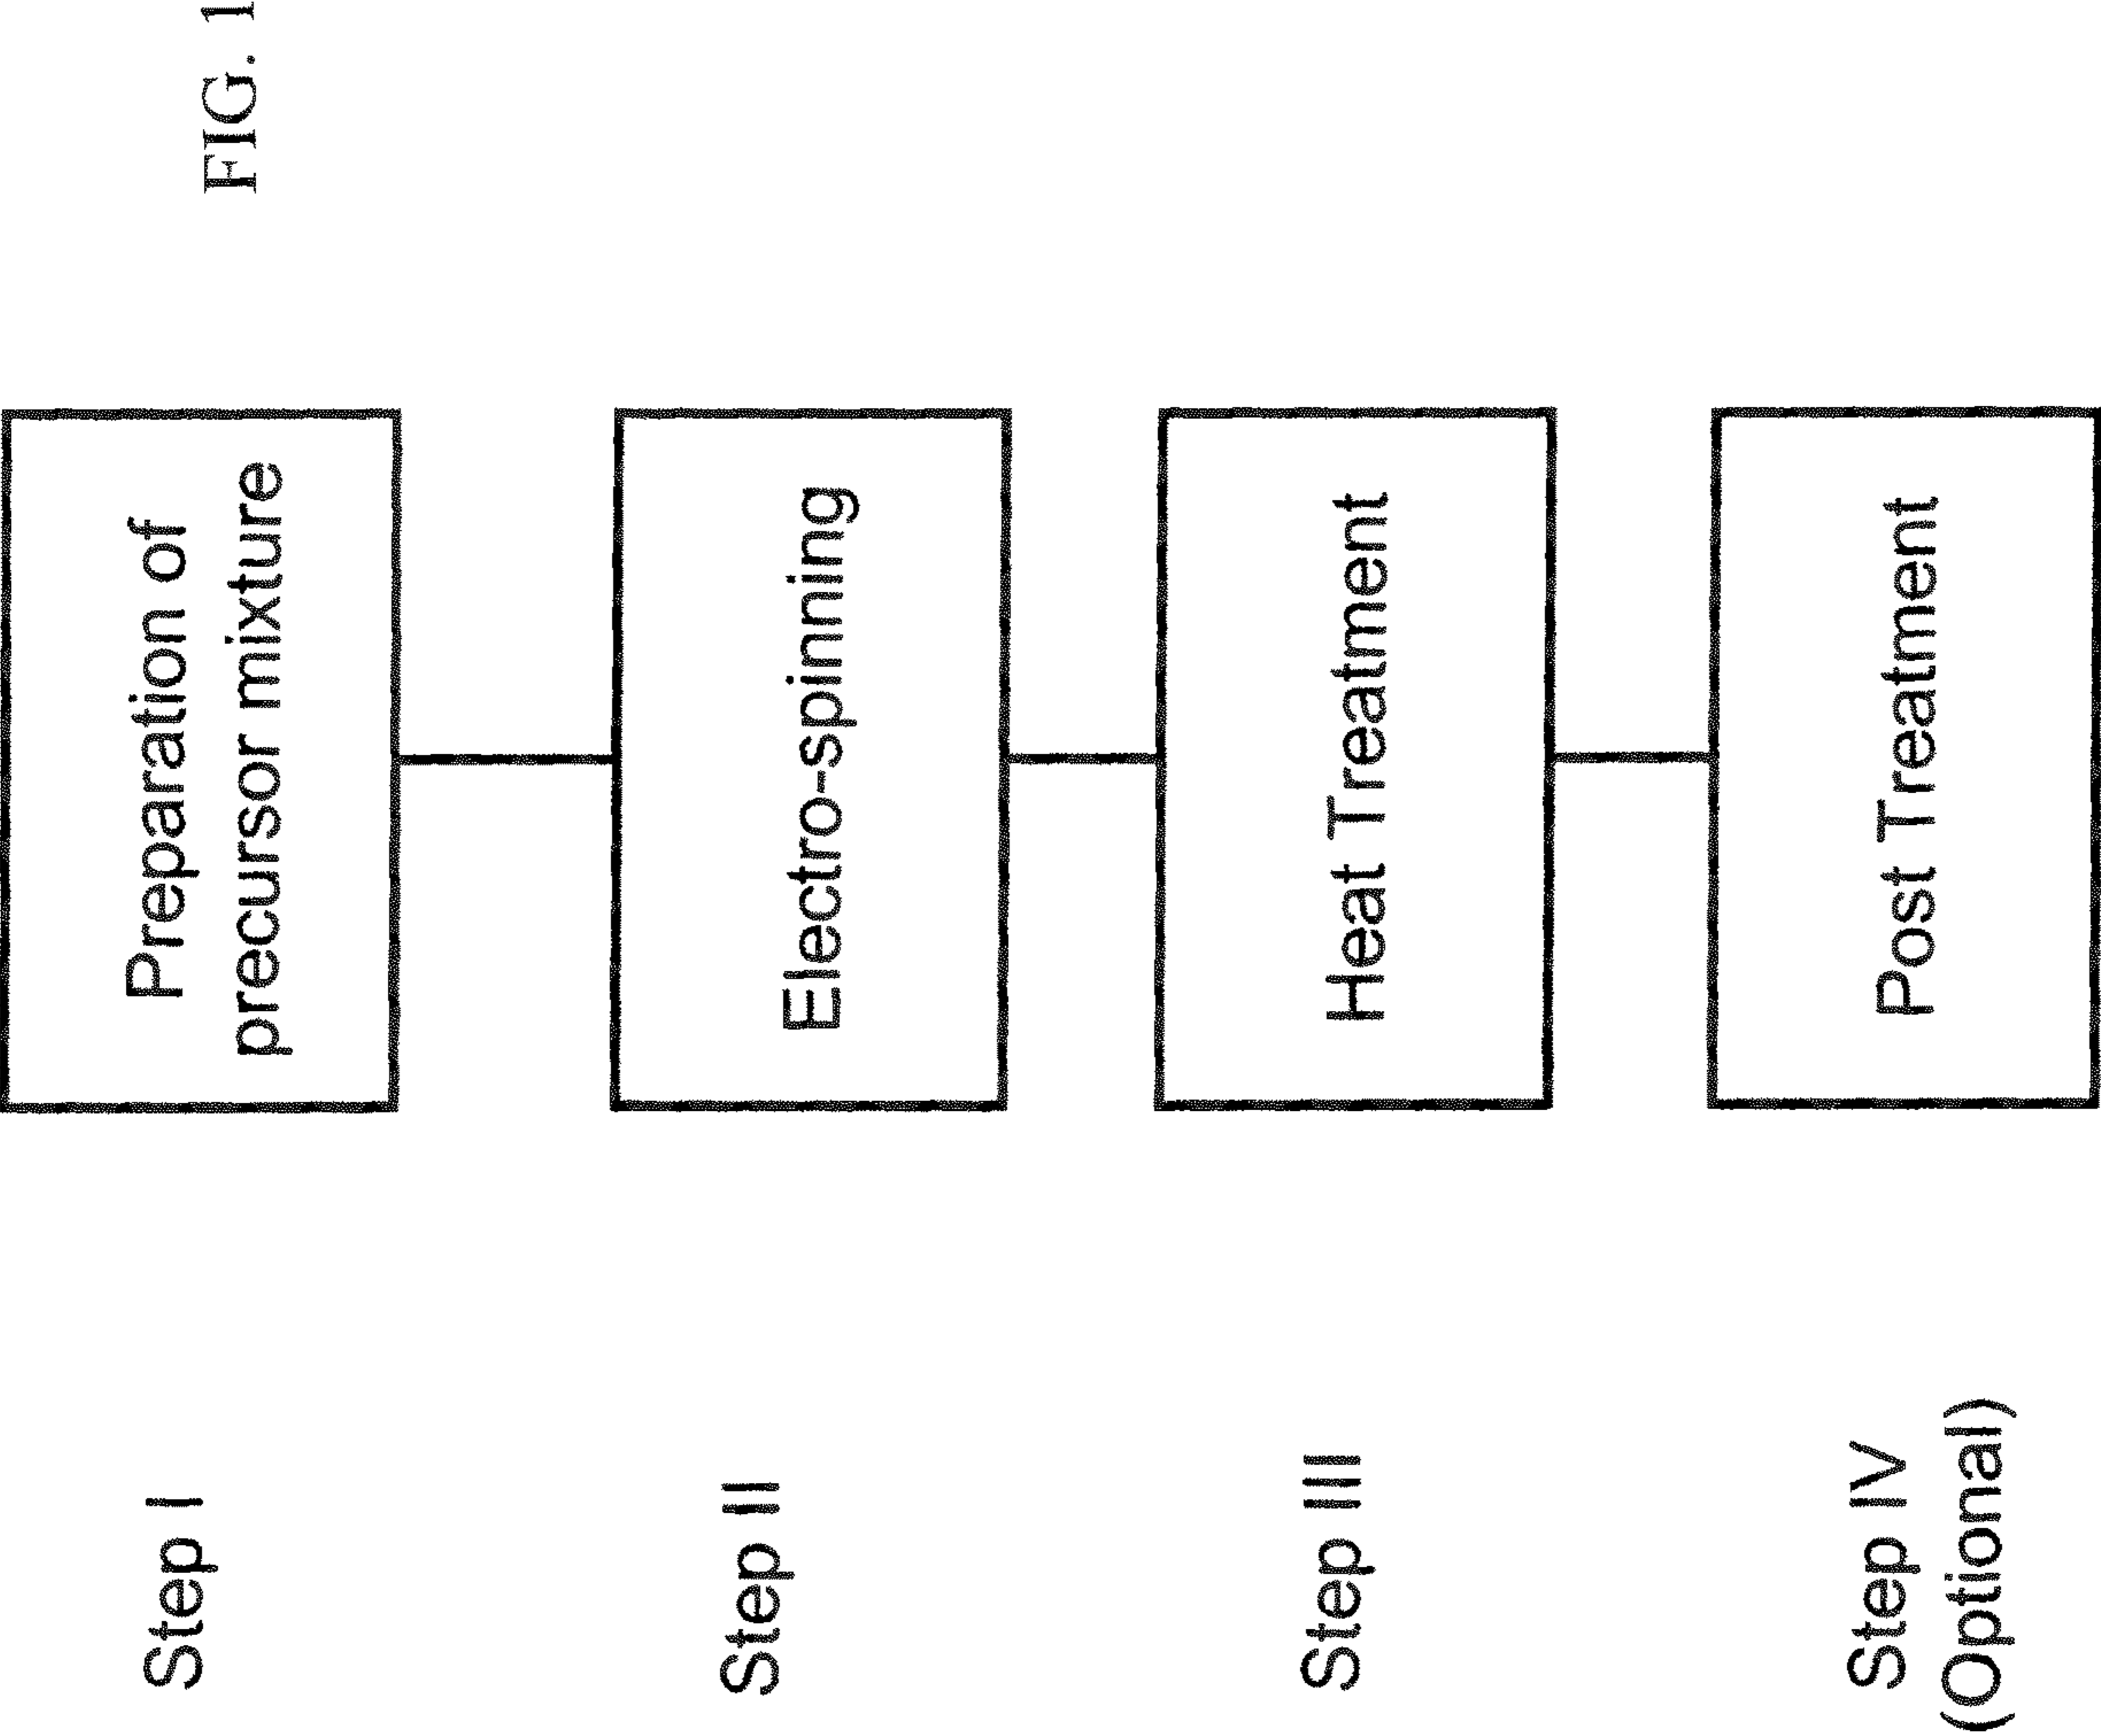 FIG. 1
Step I
Preparation of
precursor mixture
Step II
Electro-spinning
Step III
Heat Treatment
Step IV
(Optional)
Post Treatment